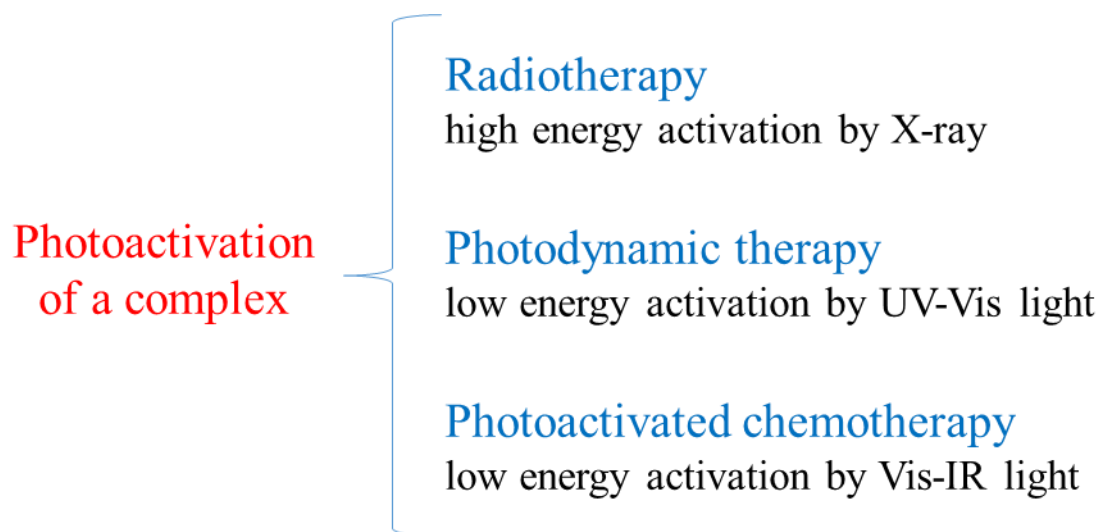 Photoactivation
of a complex
Radiotherapy
high energy activation by X-ray
Photodynamic therapy
low energy activation by UV-Vis light
Photoactivated chemotherapy
low energy activation by Vis-IR light